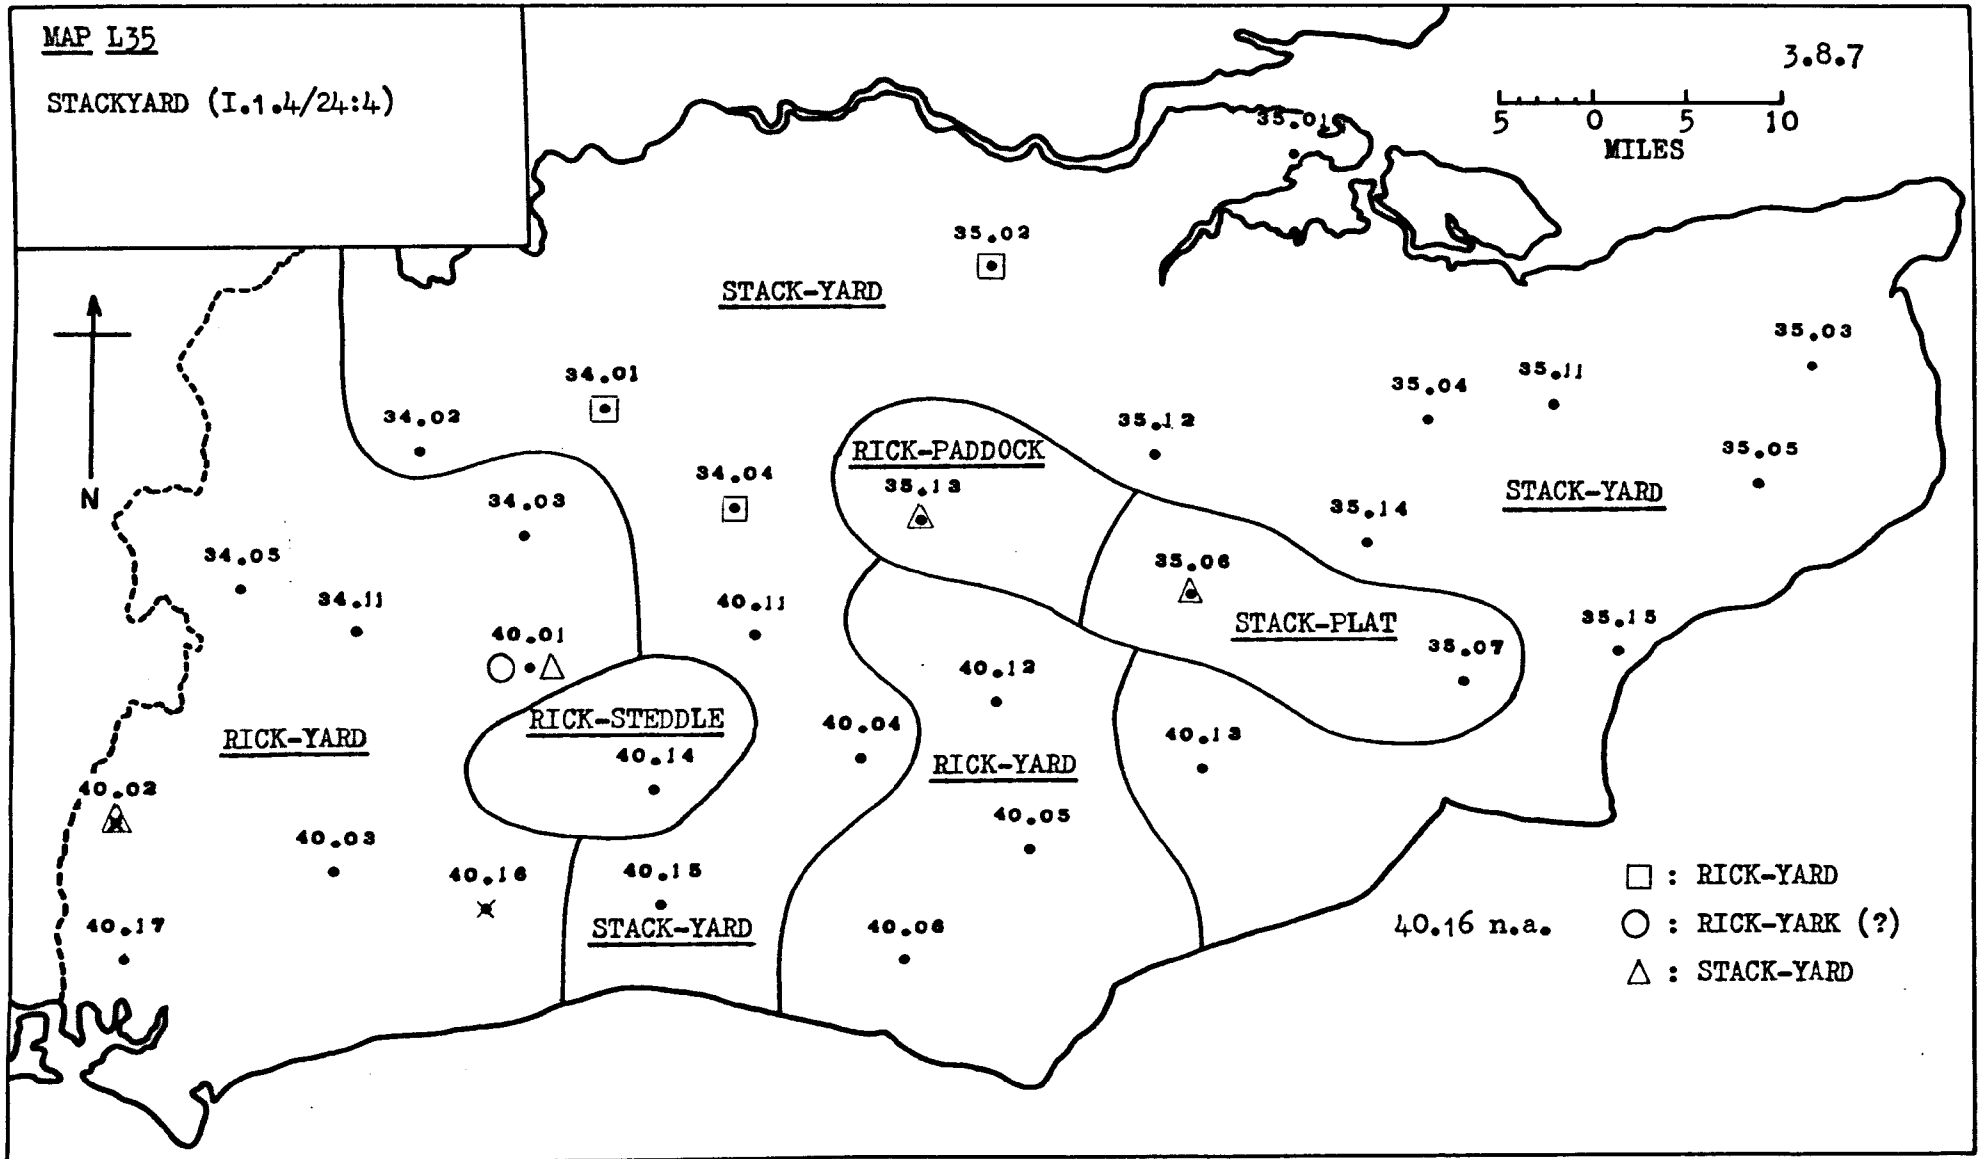 MAP L35
3.8.7
STACKYARD (I.1.4/24:4)
5 0 5 10
MILES
35.01
35.02
STACK-YARD
35.03
34.01
35.04
35.11
34.02
35.12
RICK-PADDOCK
35.05
34.04
35.13
STACK-YARD
N
34.03
35.14
34.05
35.06
34.11
40.11
STACK-PLAT
35.15
40.01
35.07
40.12
RICK-STEDDLE
40.04
40.13
RICK-YARD
40.14
RICK-YARD
40.02
40.05
40.03
40.16
40.15
: RICK-YARD
40.17
STACK-YARD
40.06
40.16 n.a.
: RICK-YARK (?)
: STACK-YARD